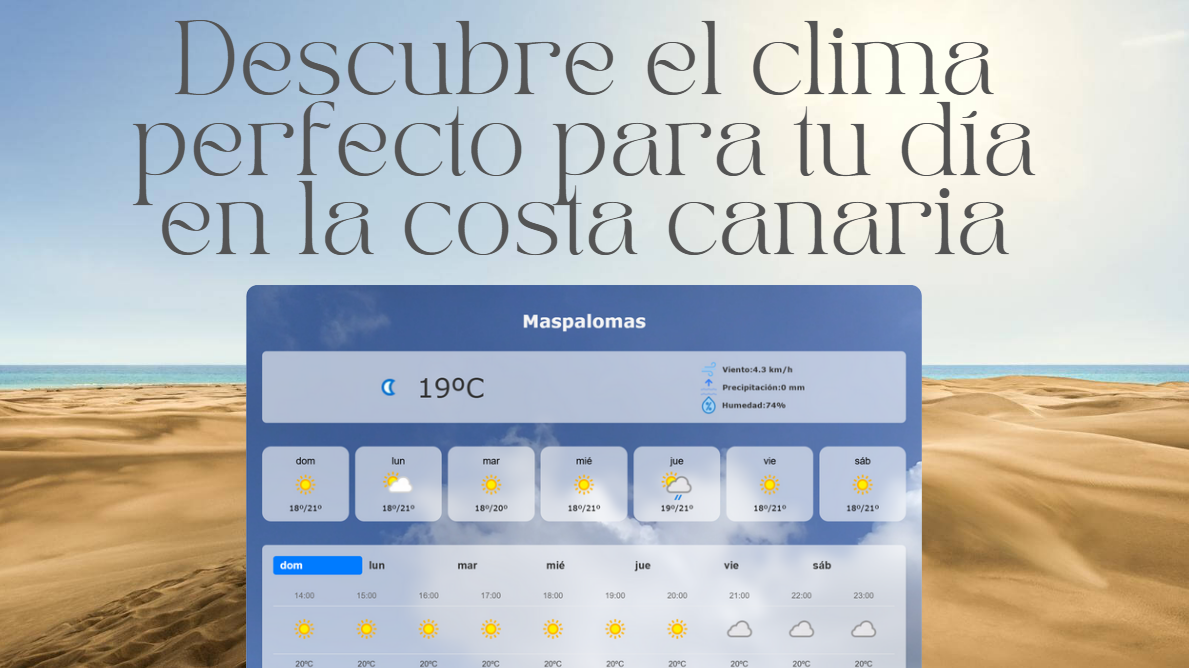 Descubre el clima
perfecto para tu día
en la costa canaria
Maspalomas
19ºC
Viento:4.3 km/h
Precipitación:0 mm
Humedad:74%
dom lun mar mié jue vie sáb
18º/21º 18º/21º 18º/20º 18º/21º 19º/21º 18º/21º 18º/21º
dom lun mar mié jue vie sáb
14:00 15:00 16:00 17:00 18:00 19:00 20:00 21:00 22:00 23:00
20ºC 20ºC 20ºC 20ºC 20ºC 20ºC 20ºC 20ºC 20ºC 20ºC